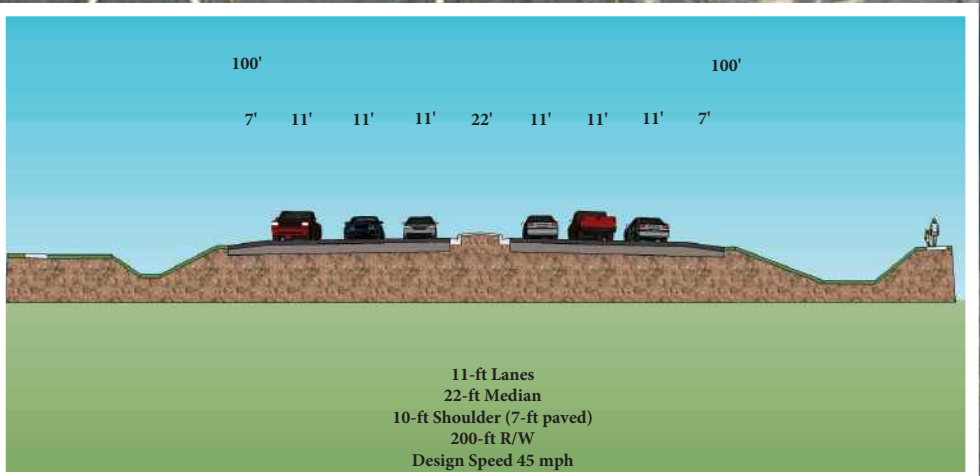 100' 100'
7' 11' 11' 11' 22' 11' 11' 11' 7'
11-ft Lanes
22-ft Median
10-ft Shoulder (7-ft paved)
200-ft R/W
Design Speed 45 mph